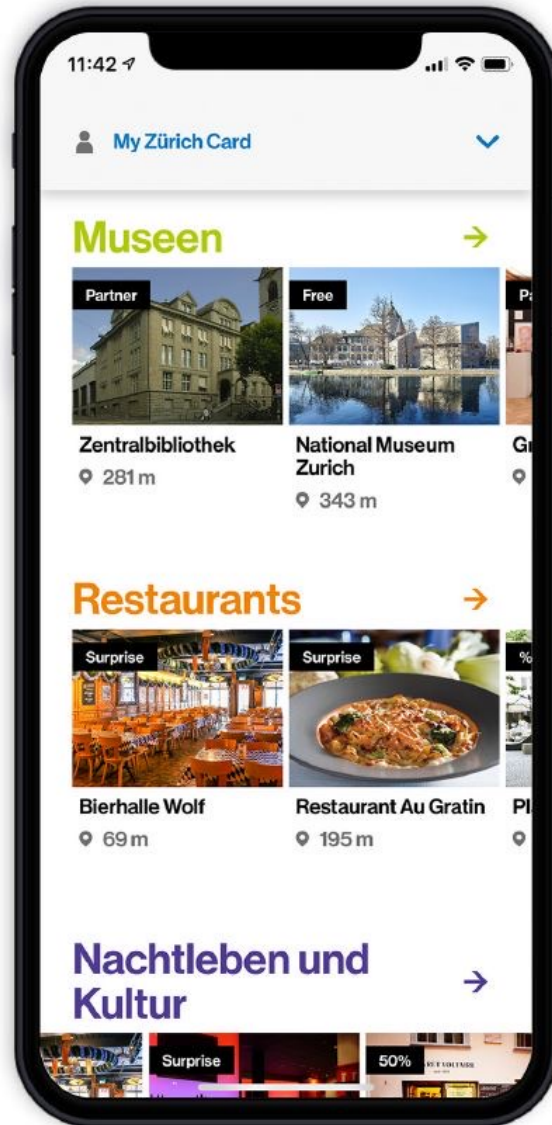 11:42
My Zürich Card
Museen
Partner
Free
Zentralbibliothek
National Museum
Zurich
281 m
343 m
Restaurants
Surprise
Surprise
%
Bierhalle Wolf
Restaurant Au Gratin
69 m
195 m
Nachtleben und
Kultur
Surprise
50%